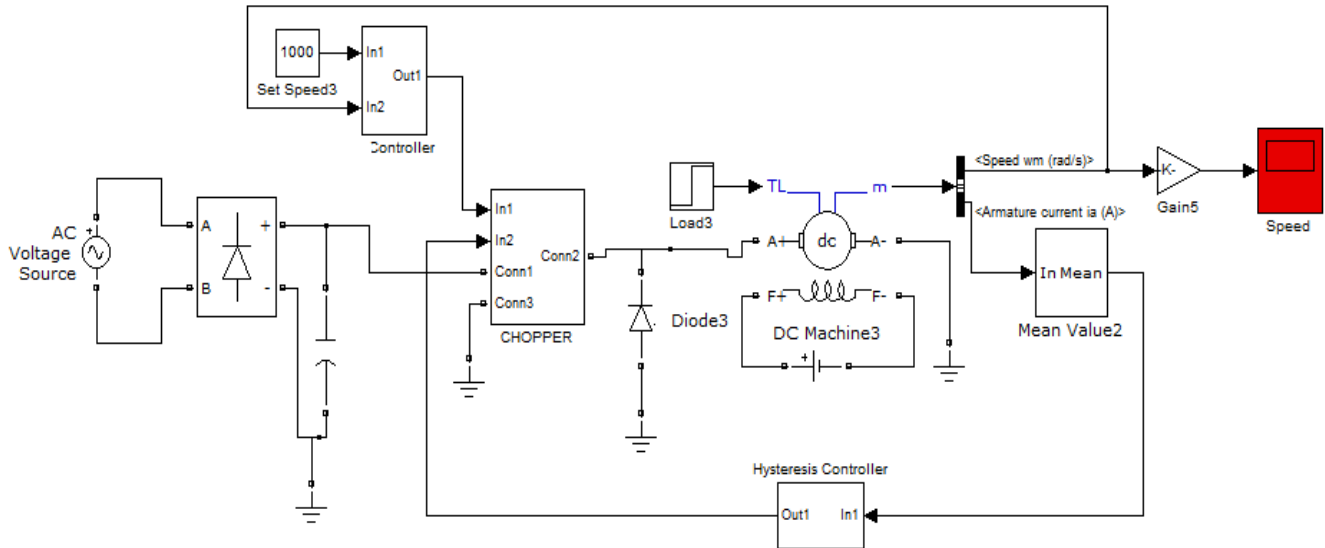 1000
Set Speed3
In1
In2
Out1
Controller
AC
Voltage
Source
A
B
+
-
In1
In2
Conn1
Conn3
Conn2
CHOPPER
Diode3
Load3
TL
m
A+
dc
A-
F+
F-
DC Machine3
+
<Speed wm (rad/s)>
<Armature current ia (A)>
K-
Gain5
Speed
In Mean
Mean Value2
Hysteresis Controller
Out1
In1